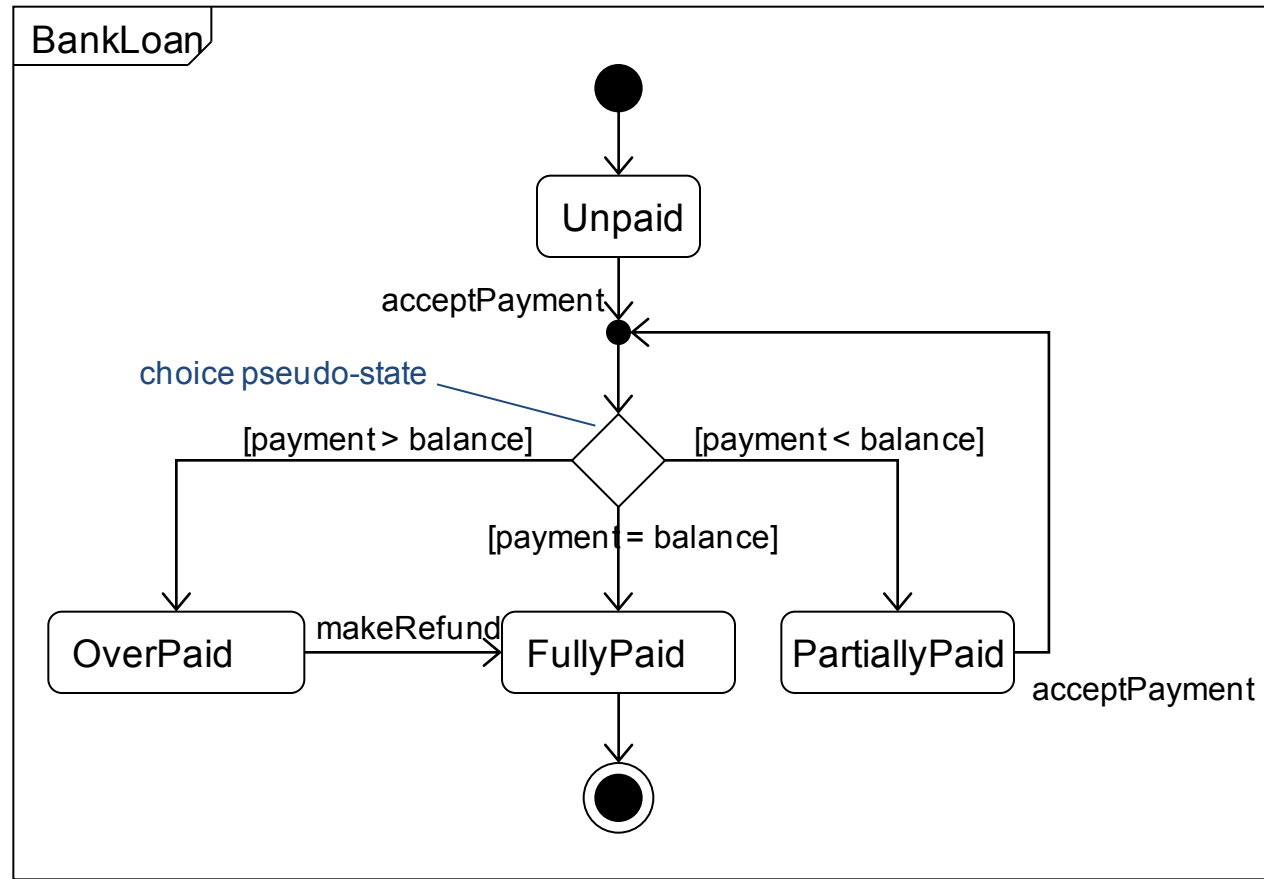 BankLoan
Unpaid
acceptPayment
choice pseudo-state
[payment > balance]
[payment < balance]
[payment = balance]
OverPaid
makeRefund
FullyPaid
PartiallyPaid
acceptPayment